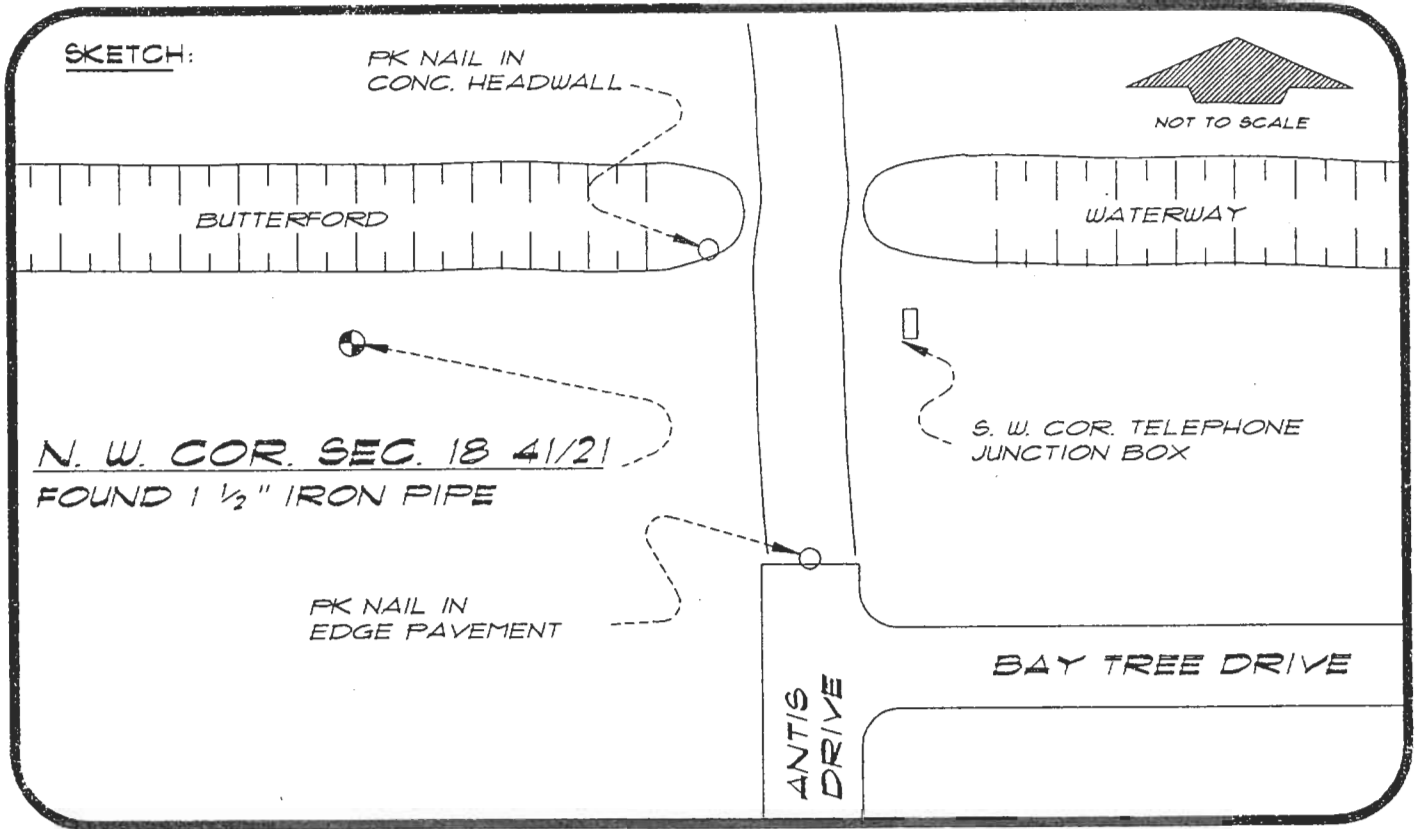 SKETCH:
PK NAIL IN
CONC. HEADWALL
NOT TO SCALE
BUTTERFORD
WATERWAY
N. W. COR. SEC. 18 41/21
FOUND 1 ½" IRON PIPE
S. W. COR. TELEPHONE
JUNCTION BOX
PK NAIL IN
EDGE PAVEMENT
BAY TREE DRIVE
ANTIS
DRIVE